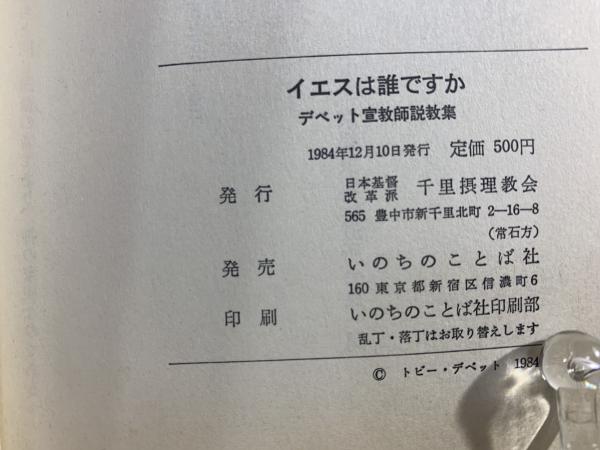 イエスは誰ですか
デペット宣教師説教集
1984年12月10日発行 定価 500円
発行 日本基督改革派 千里摂理教会
565 豊中市新千里北町 2—16—8
(常石方)
発売 いのちのことば社
160 東京都新宿区信濃町6
印刷 いのちのことば社印刷部
乱丁・落丁はお取り替えします
© トビー・デペット 1984